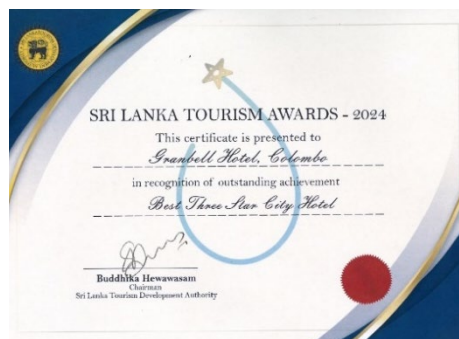 SRI LANKA TOURISM AWARDS - 2024
This certificate is presented to
Granbell Hotel, Colombo
in recognition of outstanding achievement
Best Three Star City Hotel
Buddhika Hewawasam
Chairman
Sri Lanka Tourism Development Authority